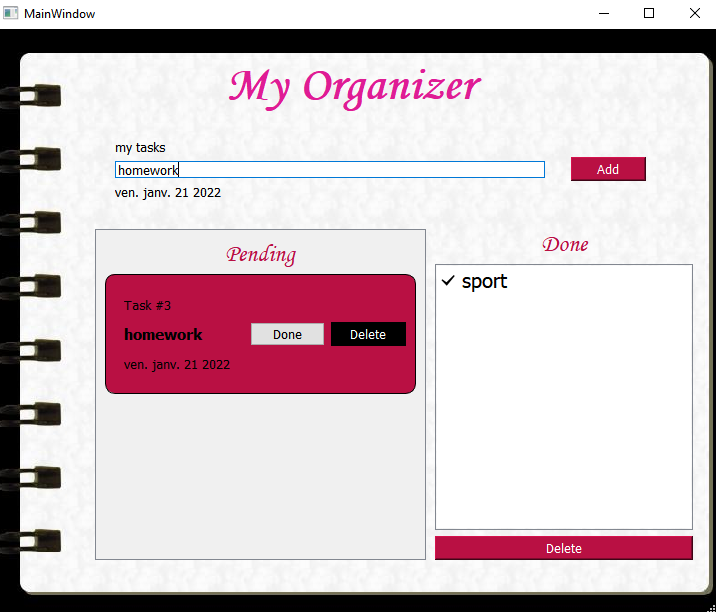 MainWindow
My Organizer
my tasks
homework
Add
ven. janv. 21 2022
Pending
Task #3
homework
Done
Delete
ven. janv. 21 2022
Done
sport
Delete